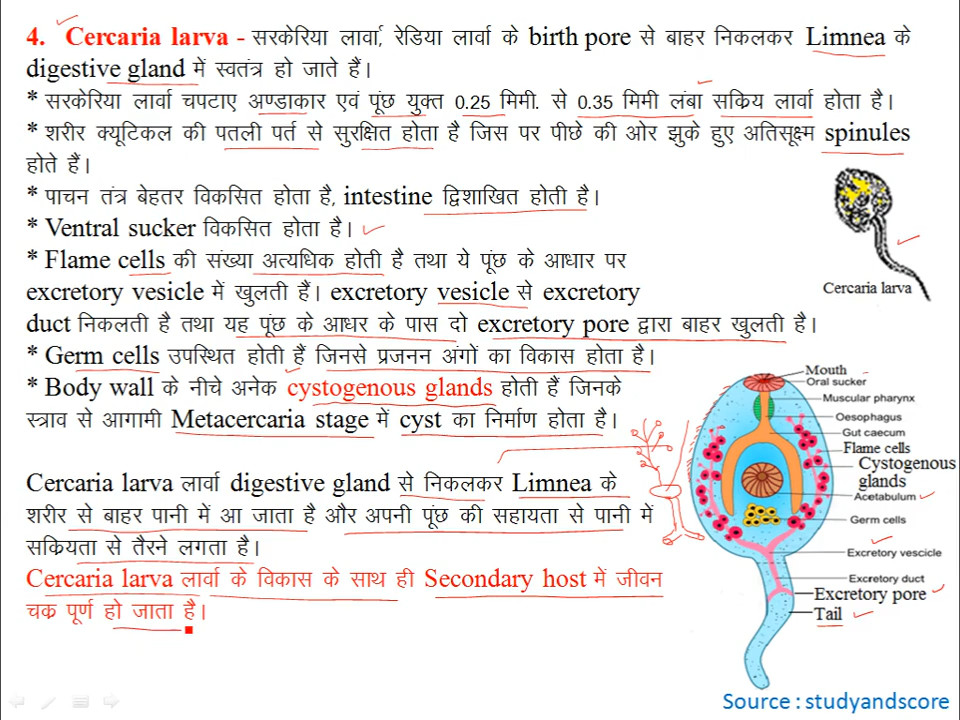 4. Cercaria larva - सरकेरिया लार्वा, रेडिया लार्वा के birth pore से बाहर निकलकर Limnea के
digestive gland में स्वतंत्र हो जाते हैं।
* सरकेरिया लार्वा चपटाए अण्डाकार एवं पूंछ युक्त 0.25 मिमी. से 0.35 मिमी लंबा सक्रिय लार्वा होता है।
* शरीर क्यूटिकल की पतली पर्त से सुरक्षित होता है जिस पर पीछे की ओर झुके हुए अतिसूक्ष्म spinules
होते हैं।
* पाचन तंत्र बेहतर विकसित होता है, intestine द्विशाखित होती है।
* Ventral sucker विकसित होता है।
* Flame cells की संख्या अत्यधिक होती है तथा ये पूंछ के आधार पर
excretory vesicle में खुलती हैं। excretory vesicle से excretory
duct निकलती है तथा यह पूंछ के आधर के पास दो excretory pore द्वारा बाहर खुलती है।
* Germ cells उपस्थित होती हैं जिनसे प्रजनन अंगों का विकास होता है।
* Body wall के नीचे अनेक cystogenous glands होती हैं जिनके
स्त्राव से आगामी Metacercaria stage में cyst का निर्माण होता है।
Cercaria larva लार्वा digestive gland से निकलकर Limnea के
शरीर से बाहर पानी में आ जाता है और अपनी पूंछ की सहायता से पानी में
सक्रियता से तैरने लगता है।
Cercaria larva लार्वा के विकास के साथ ही Secondary host में जीवन
चक्र पूर्ण हो जाता है।
Cercaria larva
Mouth
Oral sucker
Muscular pharynx
Oesophagus
Gut caecum
Flame cells
Cystogenous
glands
Acetabulum
Germ cells
Excretory vescicle
Excretory duct
Excretory pore
Tail
Source : studyandscore